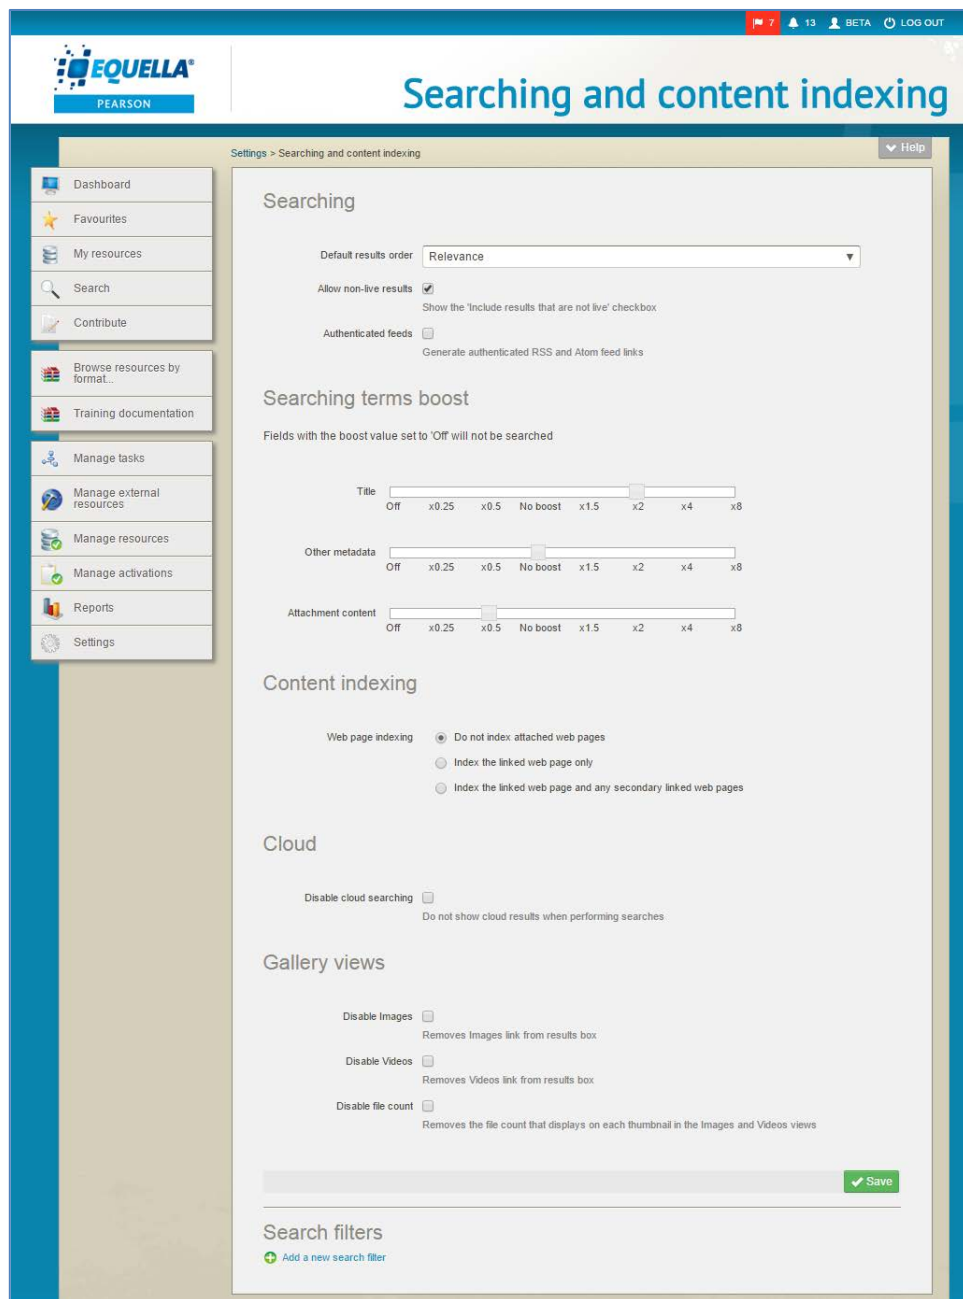 7 13 BETA LOG OUT
EQUELLA®
PEARSON
Searching and content indexing
Settings > Searching and content indexing
Help
Dashboard
Favourites
My resources
Search
Contribute
Browse resources by
format...
Training documentation
Manage tasks
Manage external
resources
Manage resources
Manage activations
Reports
Settings
Searching
Default results order Relevance
Allow non-live results
Show the 'Include results that are not live' checkbox
Authenticated feeds
Generate authenticated RSS and Atom feed links
Searching terms boost
Fields with the boost value set to 'Off' will not be searched
Title
Off x0.25 x0.5 No boost x1.5 x2 x4 x8
Other metadata
Off x0.25 x0.5 No boost x1.5 x2 x4 x8
Attachment content
Off x0.25 x0.5 No boost x1.5 x2 x4 x8
Content indexing
Web page indexing Do not index attached web pages
Index the linked web page only
Index the linked web page and any secondary linked web pages
Cloud
Disable cloud searching
Do not show cloud results when performing searches
Gallery views
Disable Images
Removes Images link from results box
Disable Videos
Removes Videos link from results box
Disable file count
Removes the file count that displays on each thumbnail in the Images and Videos views
Save
Search filters
Add a new search filter